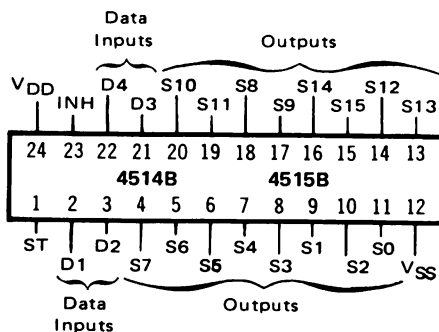 Data Inputs
Outputs
VDD INH D4 D3 S10 S11 S8 S9 S14 S15 S12 S13
24 23 22 21 20 19 18 17 16 15 14 13
4514B 4515B
1 2 3 4 5 6 7 8 9 10 11 12
ST D1 D2 S7 S6 S5 S4 S3 S1 S2 S0 VSS
Data Inputs
Outputs